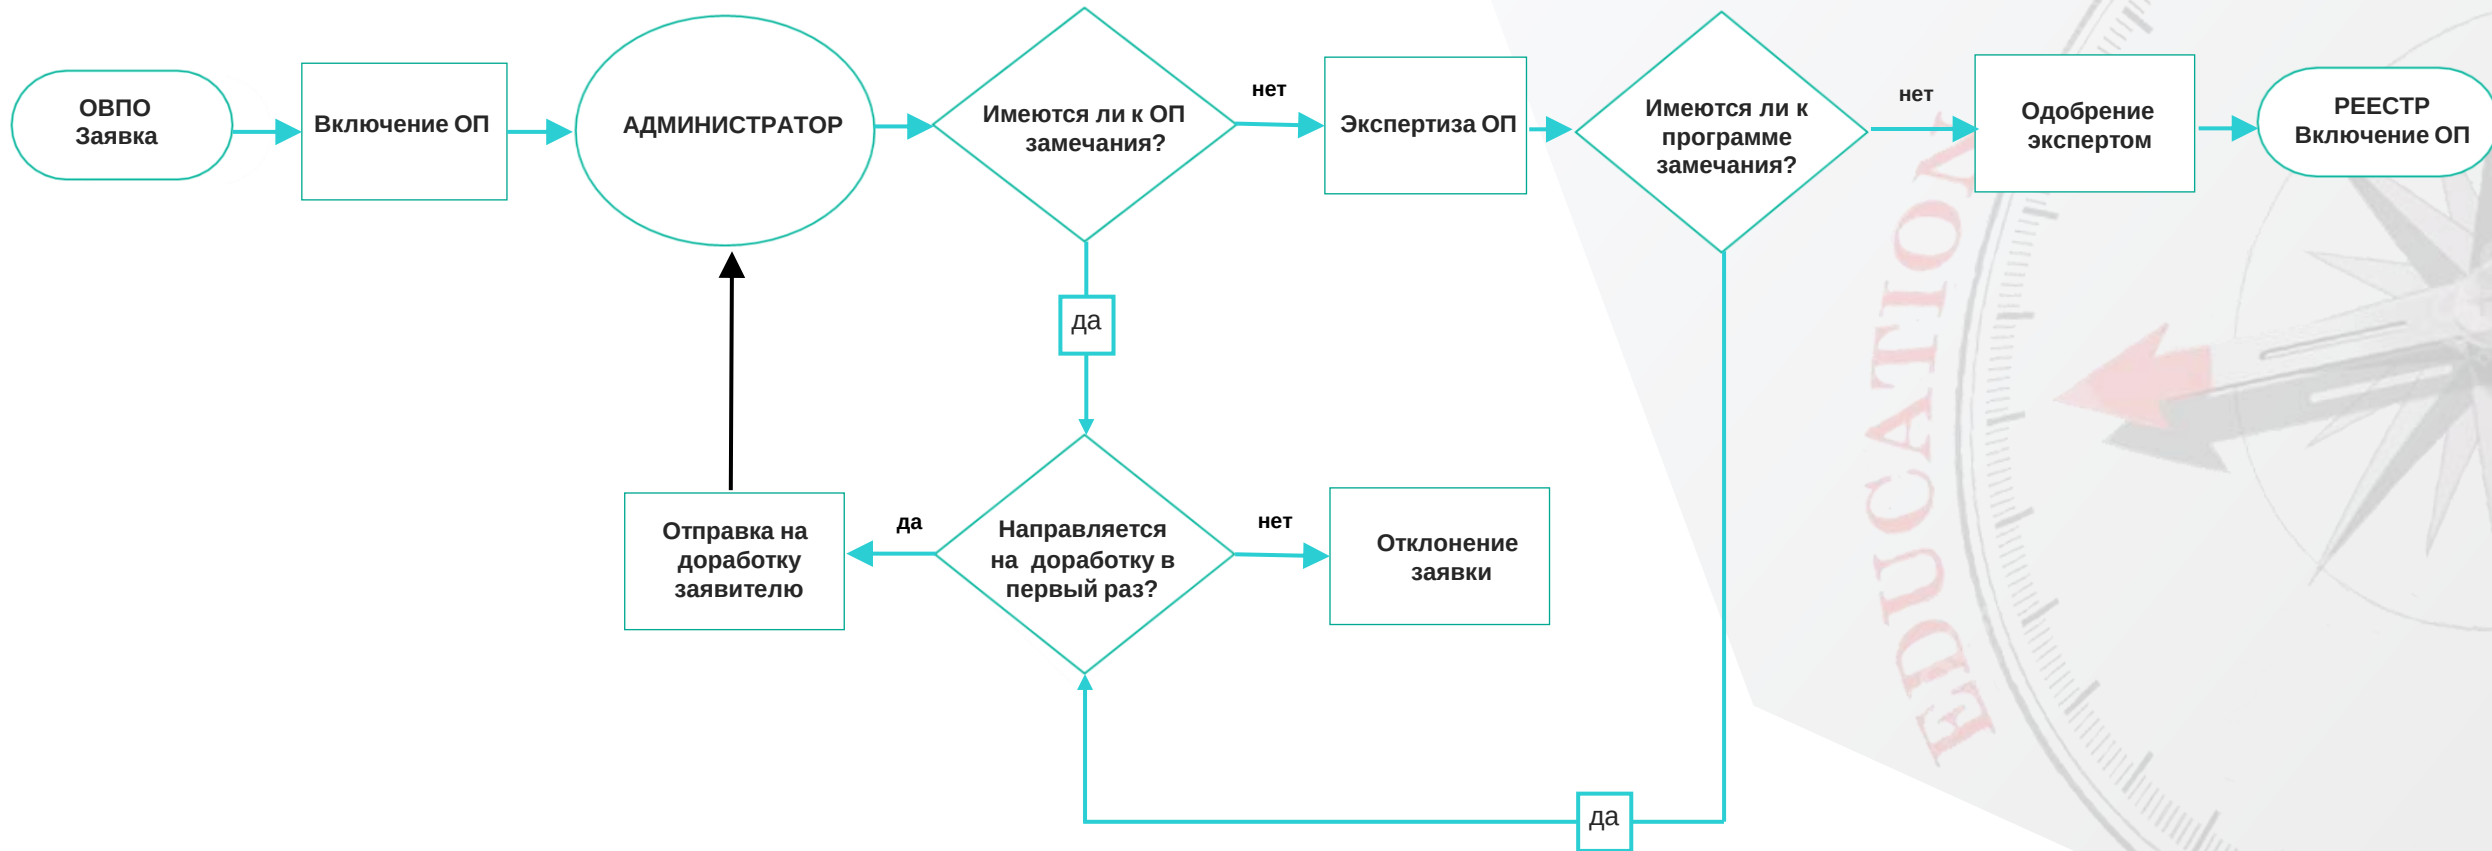 ОВПО
Заявка
Включение ОП
АДМИНИСТРАТОР
Имеются ли к ОП
замечания?
нет
Экспертиза ОП
Имеются ли к
программе
замечания?
нет
Одобрение
экспертом
РЕЕСТР
Включение ОП
да
Отправка на
доработку
заявителю
да
Направляется
на доработку в
первый раз?
нет
Отклонение
заявки
да
EDUCATION